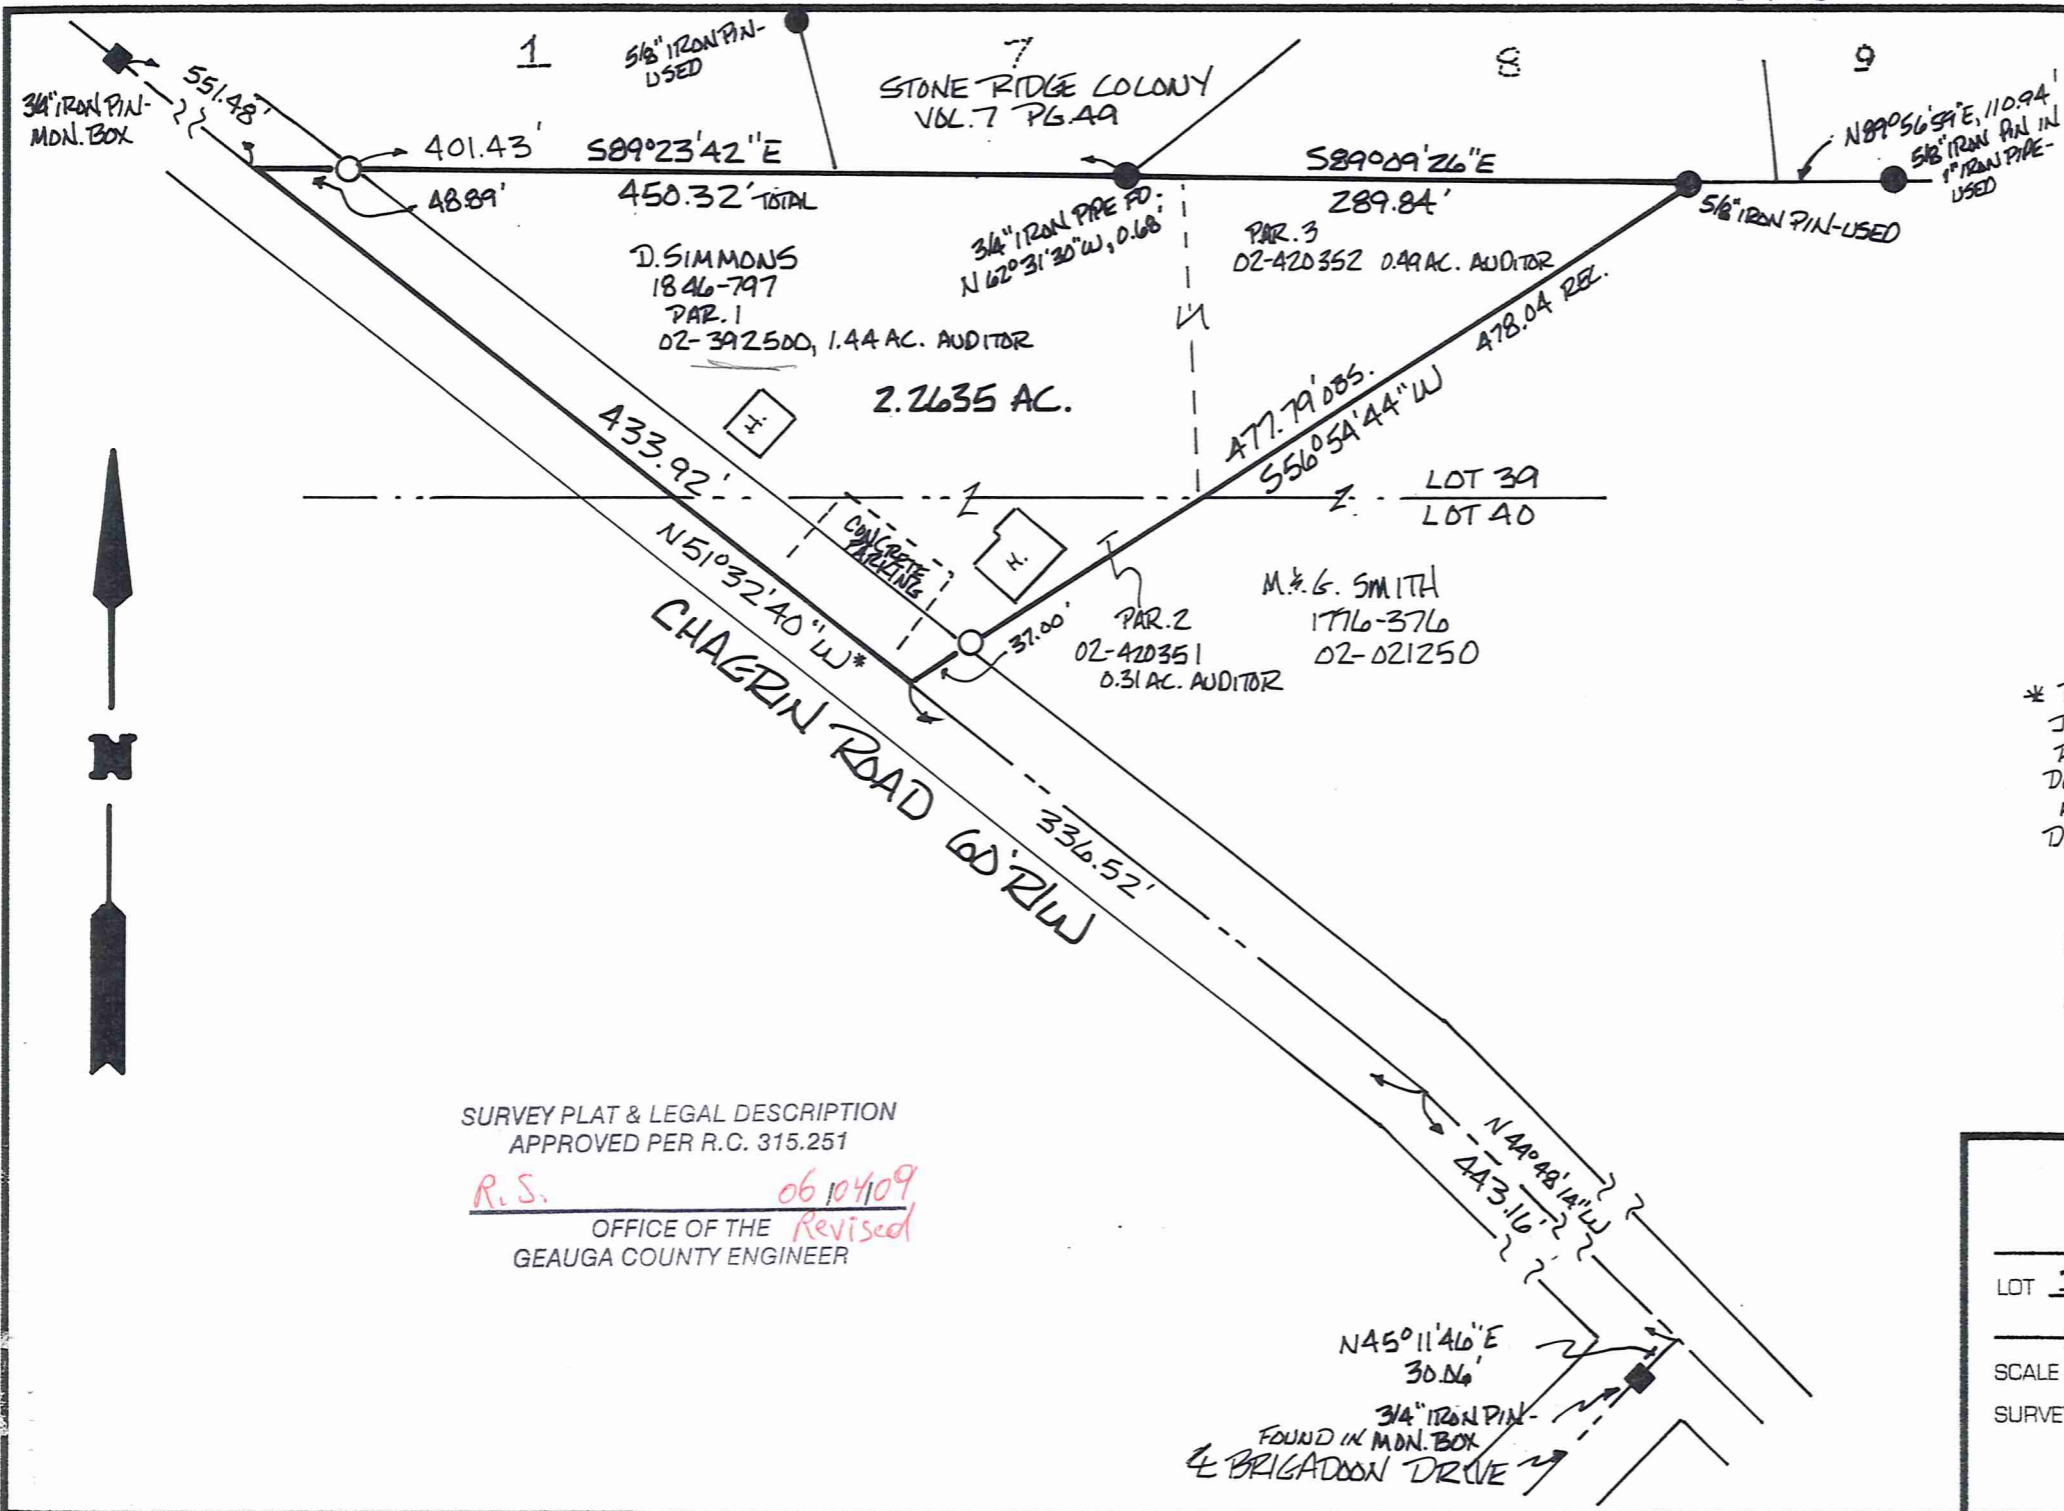 1
5/8" IRON PIN-
USED
7
STONE RIDGE COLONY
VOL. 7 PG. 49
8
9
551.48'
3/4" IRON PIN-
MON. BOX
401.43'
S89°23'42"E
48.89'
450.32' TOTAL
S89°09'26"E
289.84'
N89°56'59"E, 110.94'
5/8" IRON PIN IN
1" IRON PIPE-
USED
5/8" IRON PIN-USED
3/4" IRON PIPE FD.
N 62°31'30"W, 0.68'
PAR. 3
02-420352 0.49 AC. AUDITOR
D. SIMMONS
1846-797
PAR. 1
02-392500, 1.44 AC. AUDITOR
2.2635 AC.
478.04 REC.
477.79' OBS.
S56°54'44"W
433.92'
N51°32'40"W*
H.
LOT 39
LOT 40
CONCRETE
PARKING
H.
37.00'
PAR. 2
02-420351
0.31 AC. AUDITOR
M. & G. SMITH
1776-376
02-021250
CHAGRIN ROAD 60' R/W
336.52'
N
SURVEY PLAT & LEGAL DESCRIPTION
APPROVED PER R.C. 315.251
R.S. 06/04/09
OFFICE OF THE Revised
GEAUGA COUNTY ENGINEER
N44°48'14"W
443.16'
N45°11'46"E
30.06'
3/4" IRON PIN-
FOUND IN MON. BOX
℄ BRIGADOON DRIVE
LOT
SCALE
SURVE